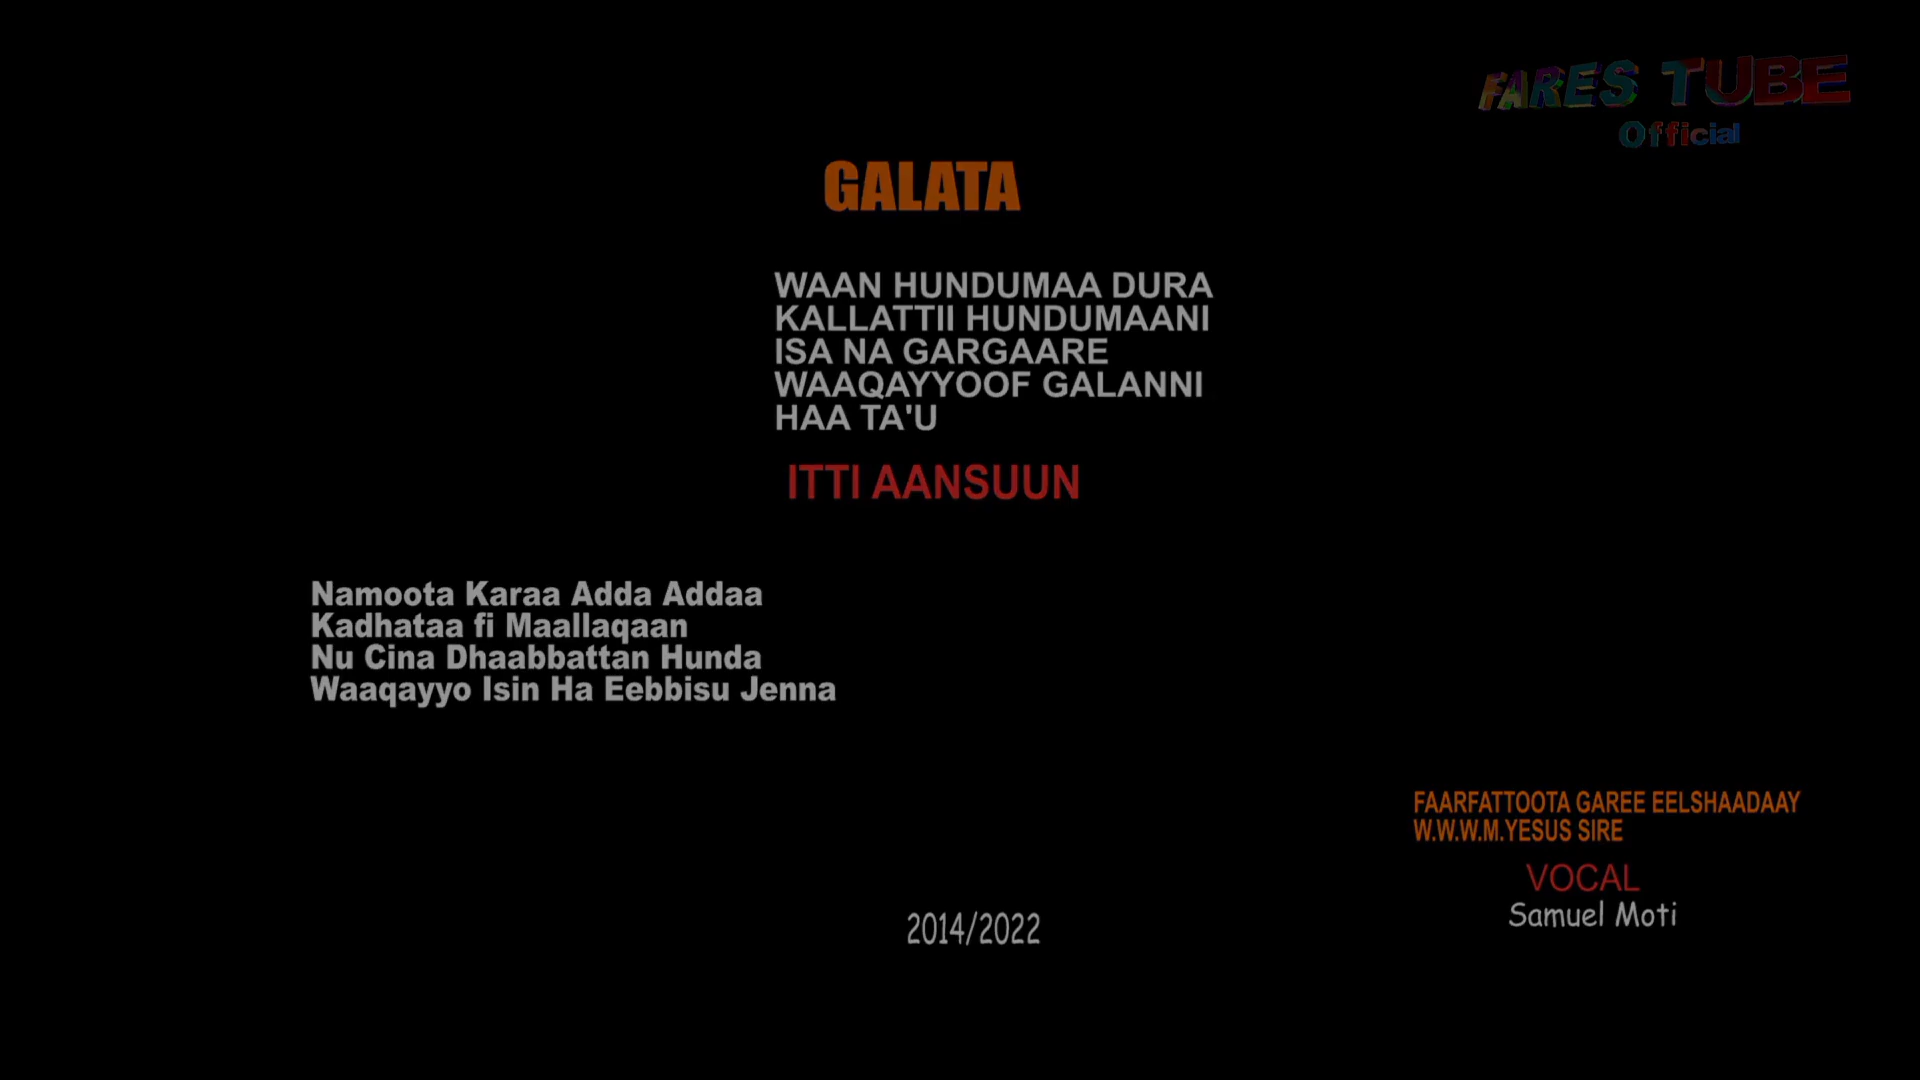 FARES TUBE
Official
GALATA
WAAN HUNDUMAA DURA
KALLATTII HUNDUMAANI
ISA NA GARGAARE
WAAQAYYOOF GALANNI
HAA TA'U
ITTI AANSUUN
Namoota Karaa Adda Addaa
Kadhataa fi Maallaqaan
Nu Cina Dhaabbattan Hunda
Waaqayyo Isin Ha Eebbisu Jenna
FAARFATTOOTA GAREE EELSHAADAAY
W.W.W.M.YESUS SIRE
VOCAL
Samuel Moti
2014/2022